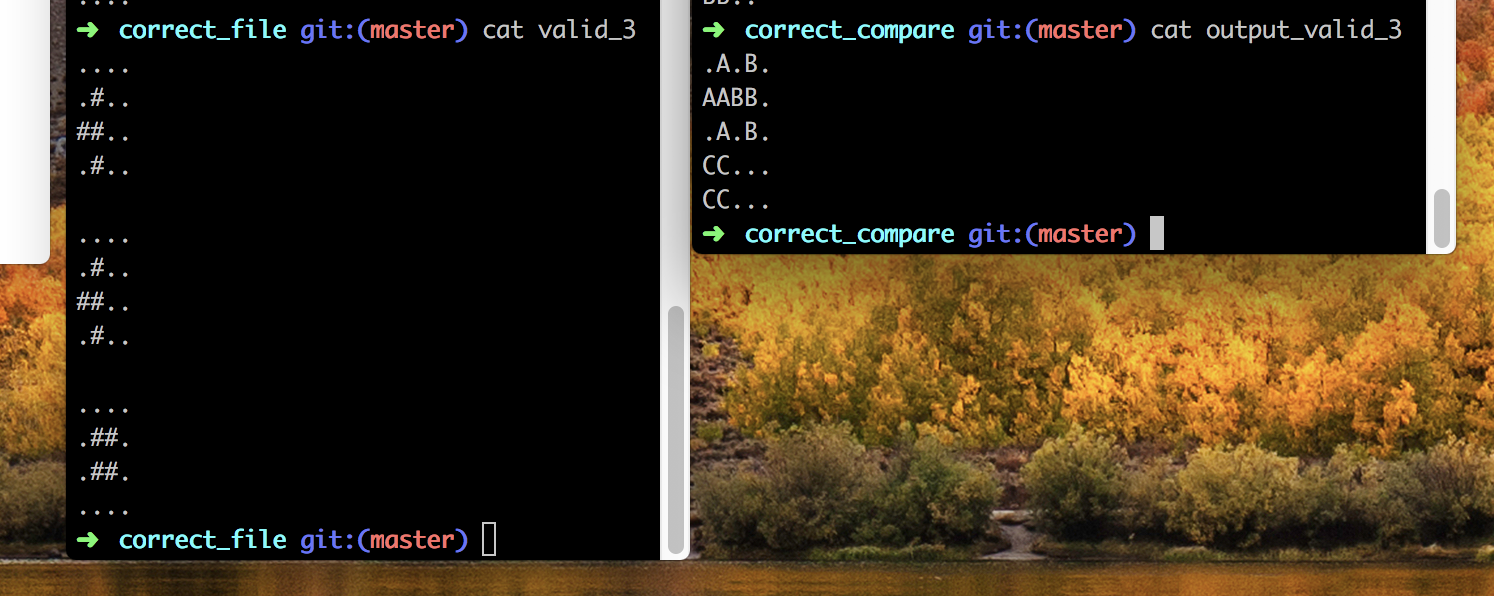 ....
➜ correct_file git:(master) cat valid_3
....
.#..
##..
.#..

....
.#..
##..
.#..

....
.##.
.##.
....
➜ correct_file git:(master)
BB..
➜ correct_compare git:(master) cat output_valid_3
.A.B.
AABB.
.A.B.
CC...
CC...
➜ correct_compare git:(master)